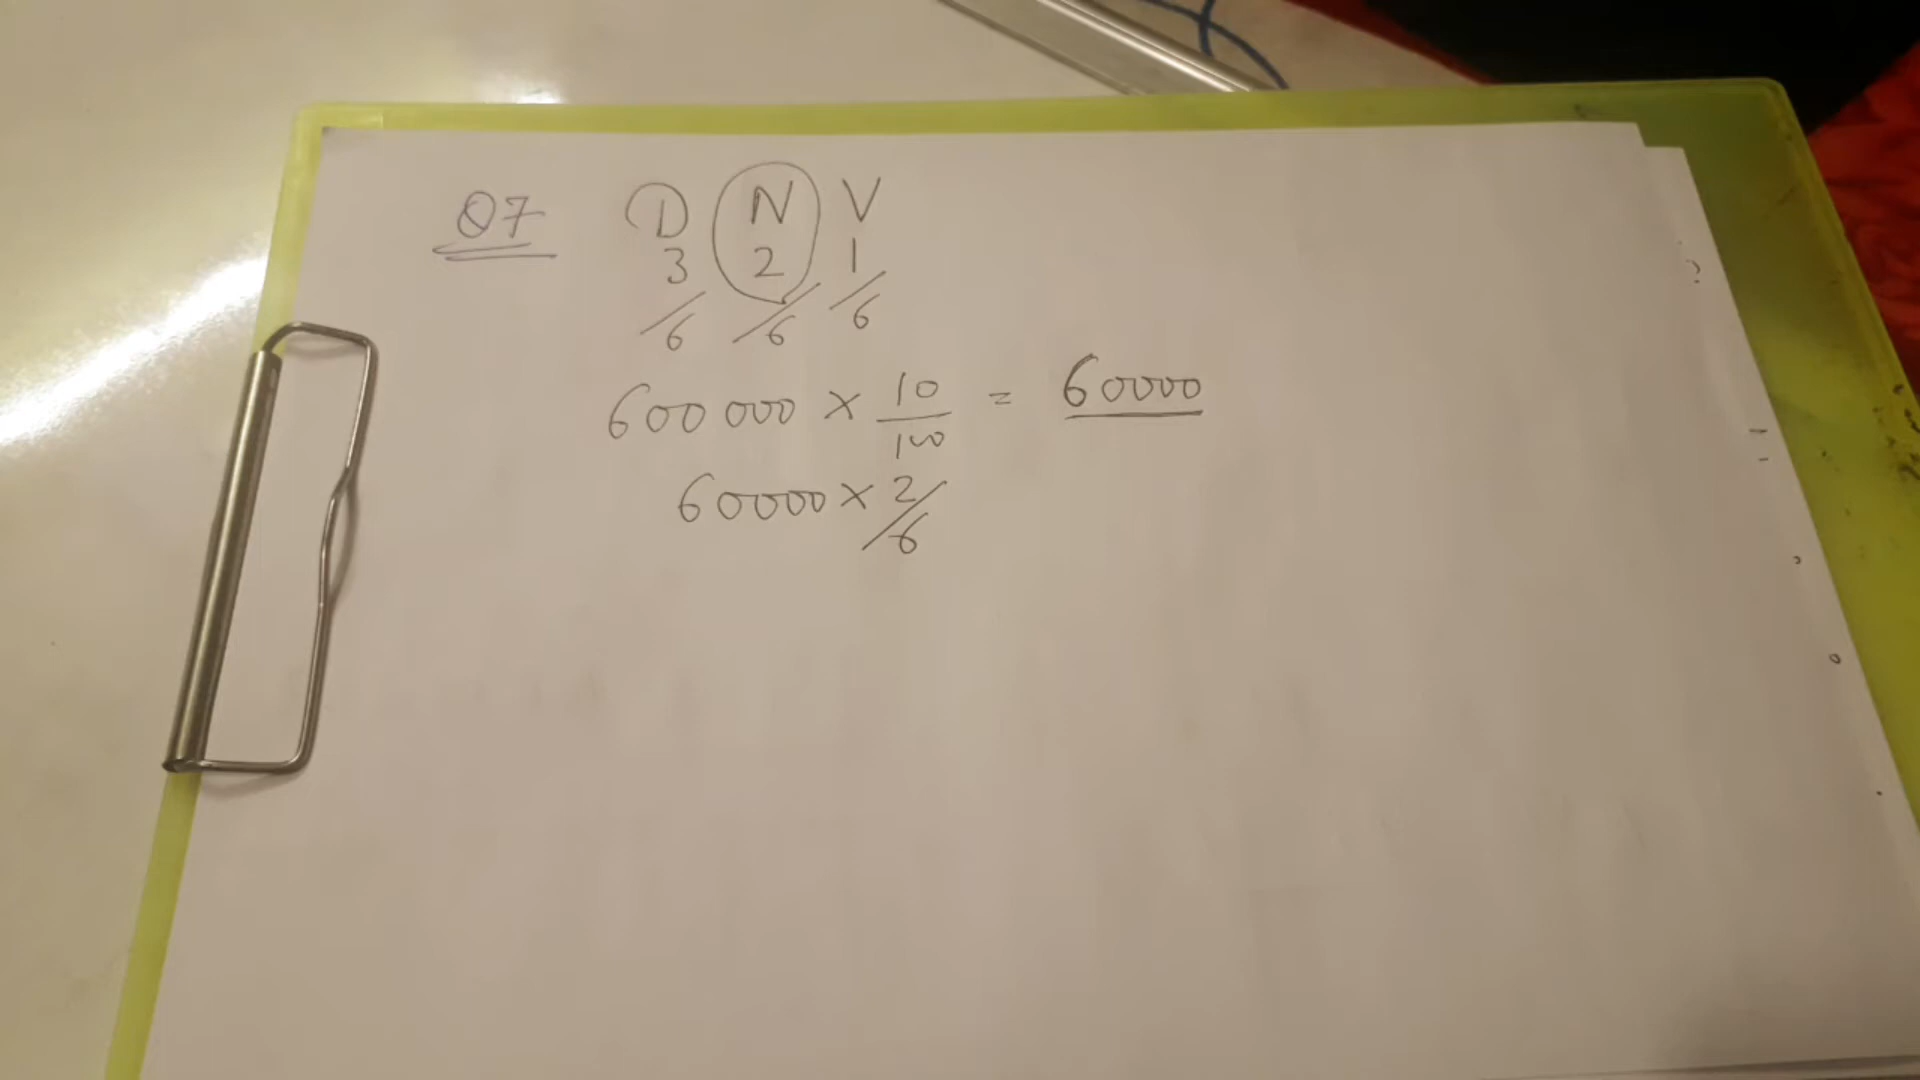 Q7 D N V
3 2 1
/6 /6 /6
600 000 × 10/100 = 60000
60000 × 2/6